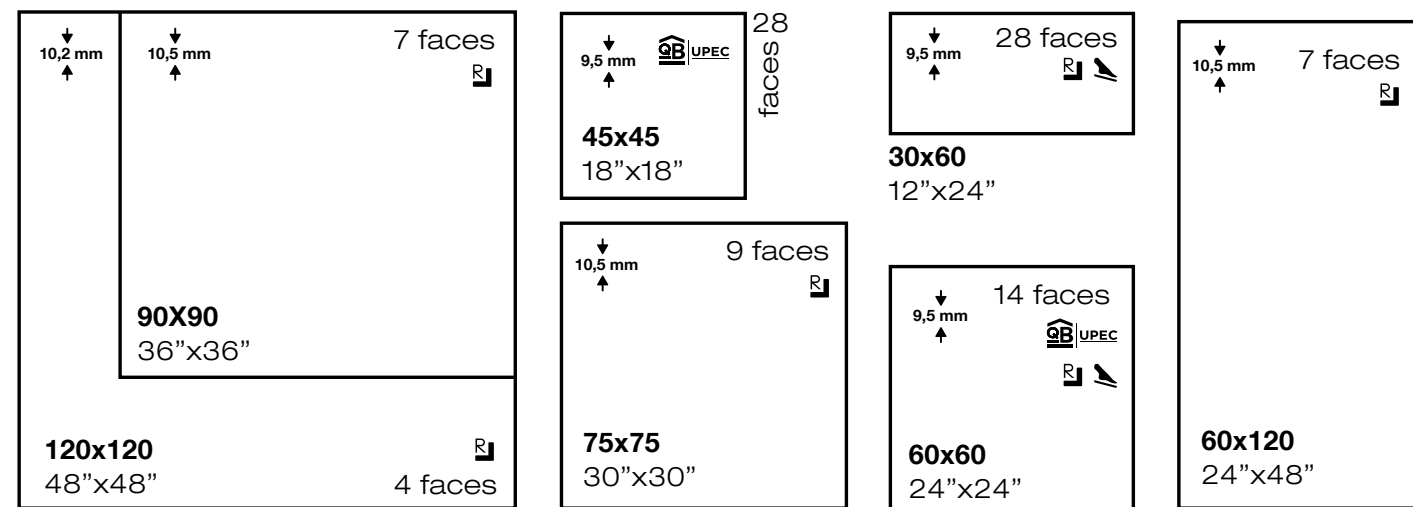 10,2 mm
10,5 mm
7 faces
R
90X90
36”x36”
120x120
48”x48”
R
4 faces
9,5 mm
QB UPEC
28 faces
45x45
18”x18”
10,5 mm
9 faces
R
75x75
30”x30”
9,5 mm
28 faces
R
30x60
12”x24”
9,5 mm
14 faces
QB UPEC
R
60x60
24”x24”
10,5 mm
7 faces
R
60x120
24”x48”